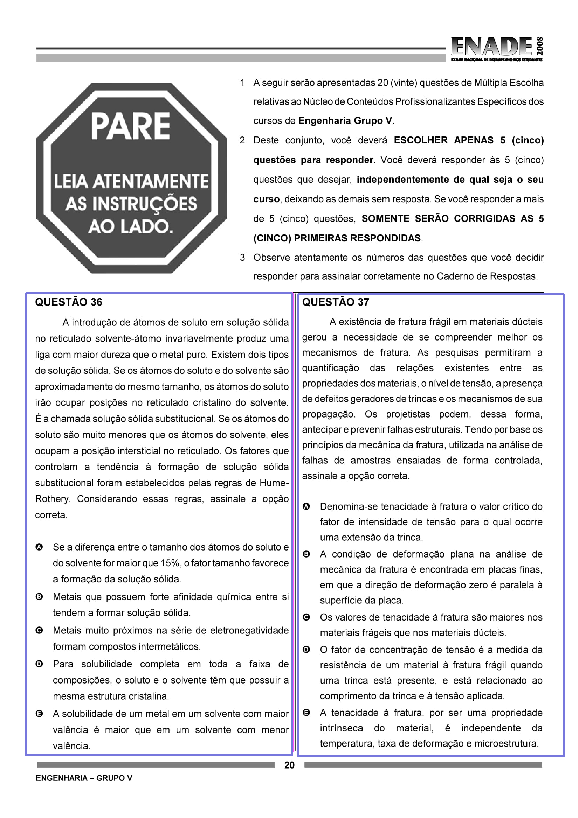 ENADE 2008
EXAME NACIONAL DE DESEMPENHO DOS ESTUDANTES
PARE
LEIA ATENTAMENTE
AS INSTRUÇÕES
AO LADO.
1 A seguir serão apresentadas 20 (vinte) questões de Múltipla Escolha
relativas ao Núcleo de Conteúdos Profissionalizantes Específicos dos
cursos de Engenharia Grupo V.
2 Deste conjunto, você deverá ESCOLHER APENAS 5 (cinco)
questões para responder. Você deverá responder às 5 (cinco)
questões que desejar, independentemente de qual seja o seu
curso, deixando as demais sem resposta. Se você responder a mais
de 5 (cinco) questões, SOMENTE SERÃO CORRIGIDAS AS 5
(CINCO) PRIMEIRAS RESPONDIDAS
3 Observe atentamente os números das questões que você decidir
responder para assinalar corretamente no Caderno de Respostas
QUESTÃO 36
A introdução de átomos de soluto em solução sólida
no reticulado solvente-átomo invariavelmente produz uma
liga com maior dureza que o metal puro. Existem dois tipos
de solução sólida. Se os átomos do soluto e do solvente são
aproximadamente do mesmo tamanho, os átomos do soluto
irão ocupar posições no reticulado cristalino do solvente.
É a chamada solução sólida substitucional. Se os átomos do
soluto são muito menores que os átomos do solvente, eles
ocupam a posição intersticial no reticulado. Os fatores que
controlam a tendência à formação de solução sólida
substitucional foram estabelecidos pelas regras de Hume-
Rothery. Considerando essas regras, assinale a opção
correta.
A Se a diferença entre o tamanho dos átomos do soluto e
do solvente for maior que 15%, o fator tamanho favorece
a formação da solução sólida.
B Metais que possuem forte afinidade química entre si
tendem a formar solução sólida.
C Metais muito próximos na série de eletronegatividade
formam compostos intermetálicos.
D Para solubilidade completa em toda a faixa de
composições, o soluto e o solvente têm que possuir a
mesma estrutura cristalina
E A solubilidade de um metal em um solvente com maior
valência é maior que em um solvente com menor
valência.
QUESTÃO 37
A existência de fratura frágil em materiais dúcteis
gerou a necessidade de se compreender melhor os
mecanismos de fratura. As pesquisas permitiram a
quantificação das relações existentes entre as
propriedades dos materiais, o nível de tensão, a presença
de defeitos geradores de trincas e os mecanismos de sua
propagação. Os projetistas podem, dessa forma,
antecipar e prevenir falhas estruturais. Tendo por base os
princípios da mecânica da fratura, utilizada na análise de
falhas de amostras ensaiadas de forma controlada,
assinale a opção correta.
A Denomina-se tenacidade à fratura o valor crítico do
fator de intensidade de tensão para o qual ocorre
uma extensão da trinca.
B A condição de deformação plana na análise de
mecânica da fratura é encontrada em placas finas,
em que a direção de deformação zero é paralela à
superfície da placa.
C Os valores de tenacidade à fratura são maiores nos
materiais frágeis que nos materiais dúcteis.
D O fator de concentração de tensão é a medida da
resistência de um material à fratura frágil quando
uma trinca está presente, e está relacionado ao
comprimento da trinca e à tensão aplicada.
E A tenacidade à fratura, por ser uma propriedade
intrínseca do material, é independente da
temperatura, taxa de deformação e microestrutura.
20
ENGENHARIA – GRUPO V